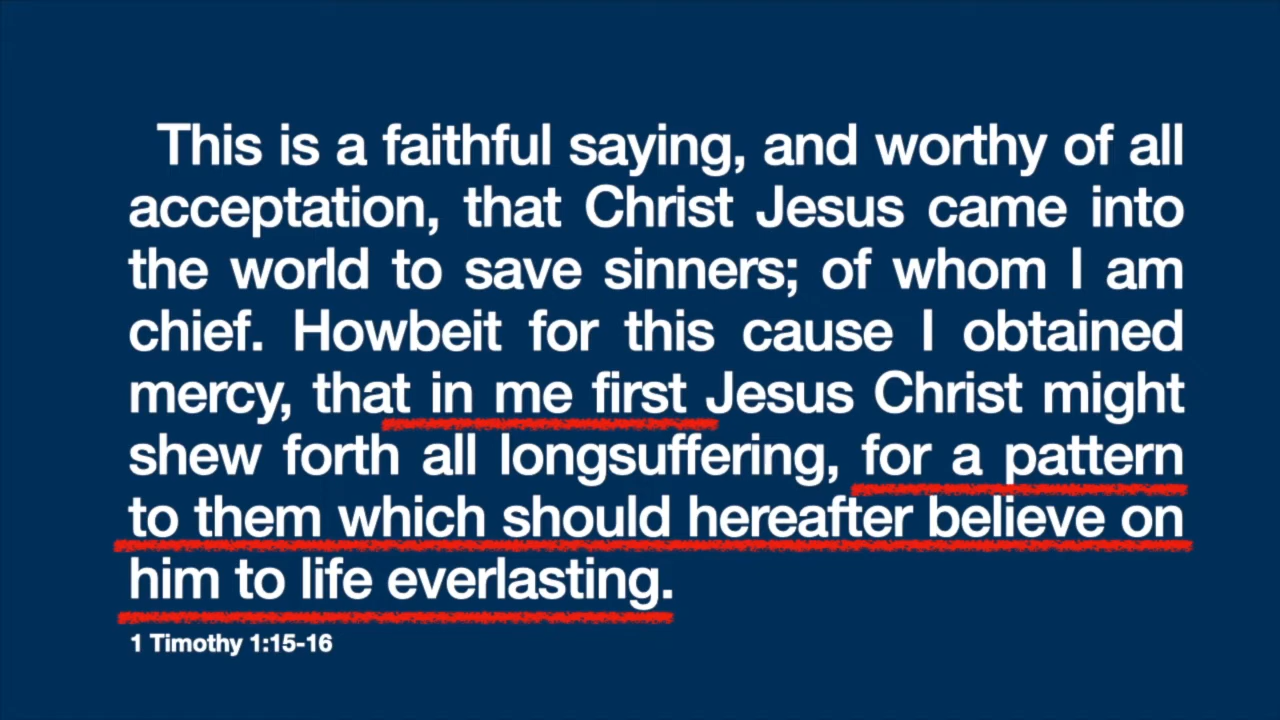 This is a faithful saying, and worthy of all
acceptation, that Christ Jesus came into
the world to save sinners; of whom I am
chief. Howbeit for this cause I obtained
mercy, that in me first Jesus Christ might
shew forth all longsuffering, for a pattern
to them which should hereafter believe on
him to life everlasting.
1 Timothy 1:15-16